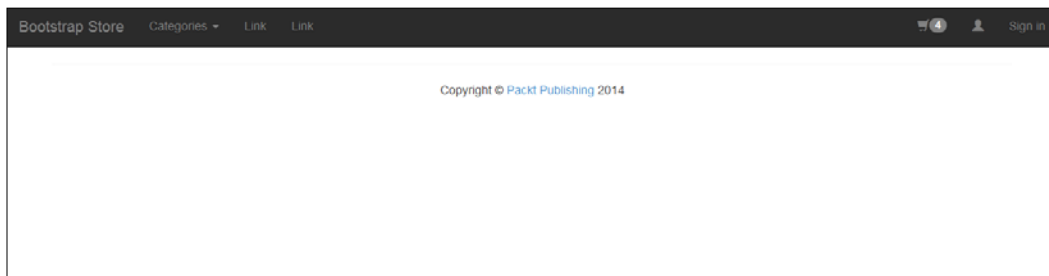 Bootstrap Store Categories Link Link 4 Sign in
Copyright © Packt Publishing 2014